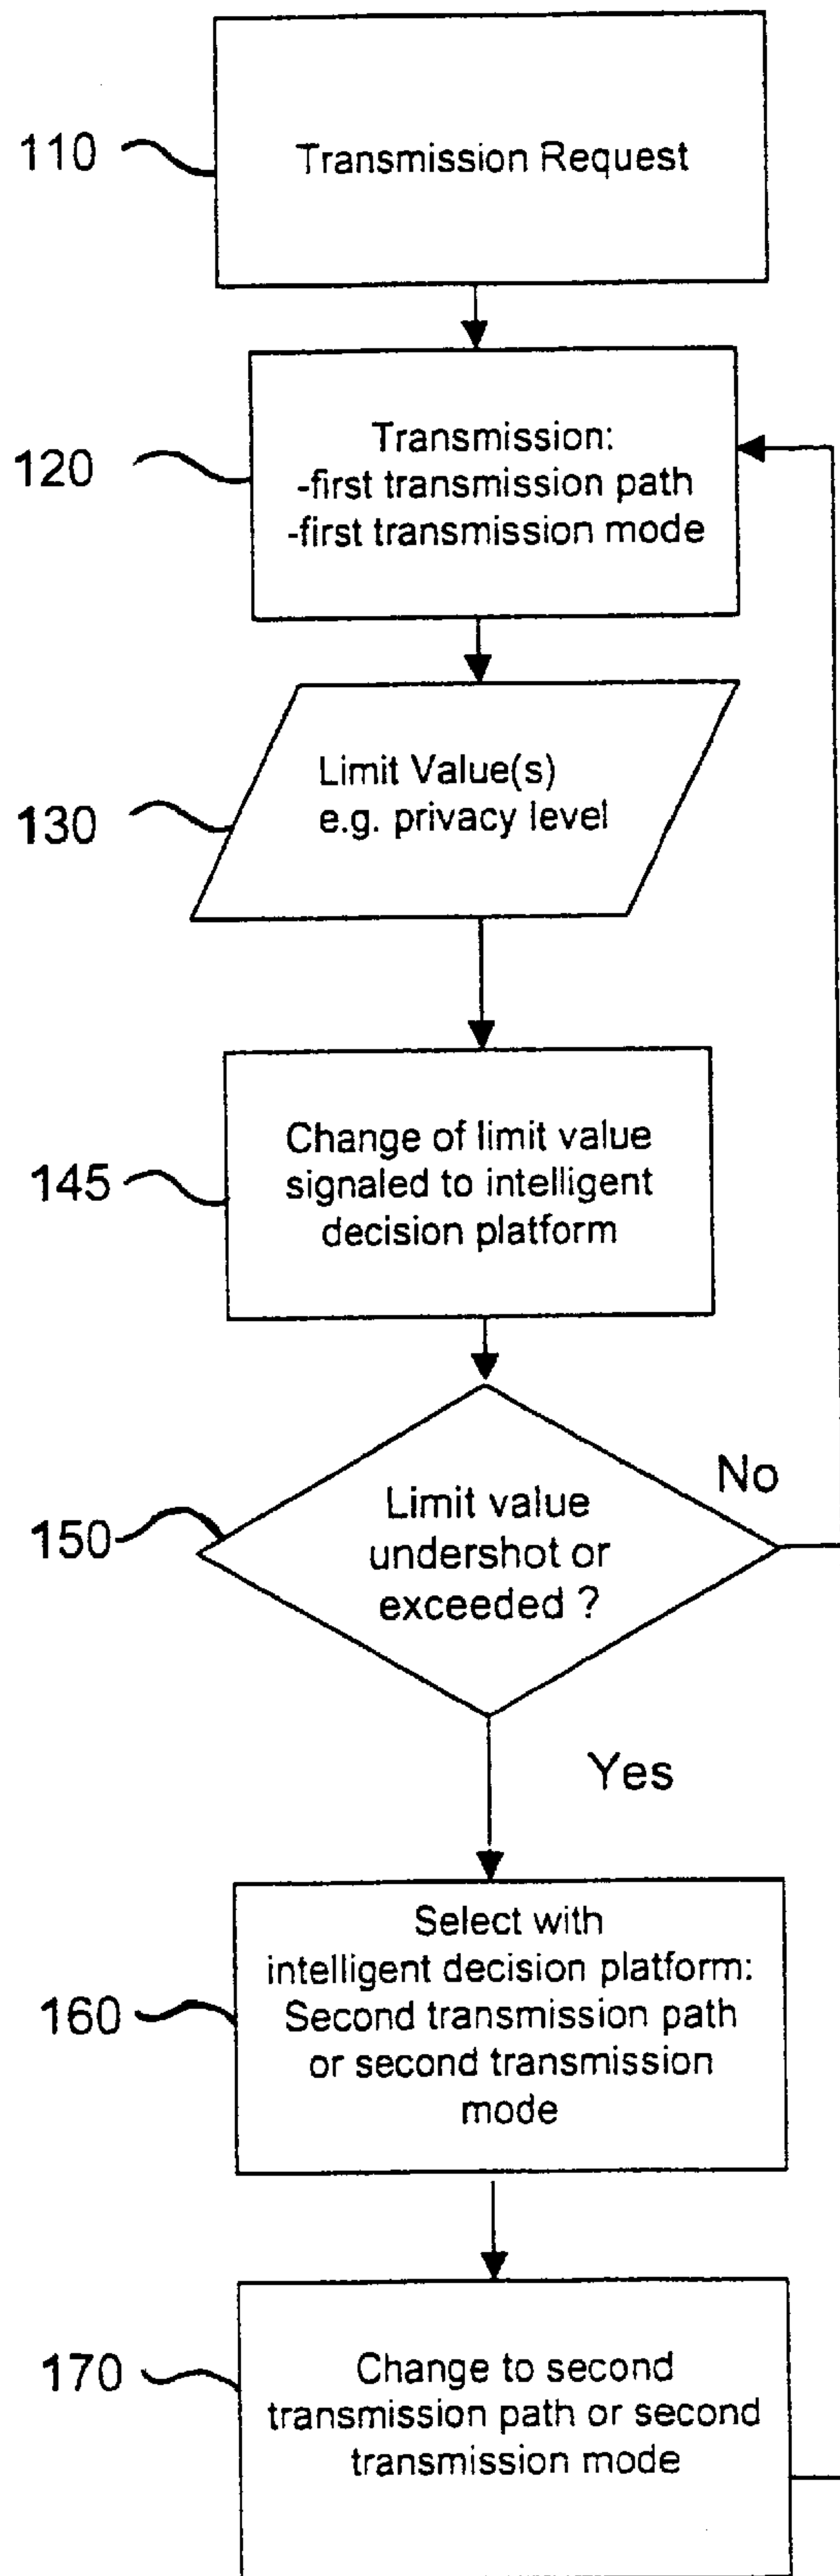 110
Transmission Request
120
Transmission:
-first transmission path
-first transmission mode
130
Limit Value(s)
e.g. privacy level
145
Change of limit value
signaled to intelligent
decision platform
150
Limit value
undershot or
exceeded ?
No
Yes
160
Select with
intelligent decision platform:
Second transmission path
or second transmission
mode
170
Change to second
transmission path or second
transmission mode